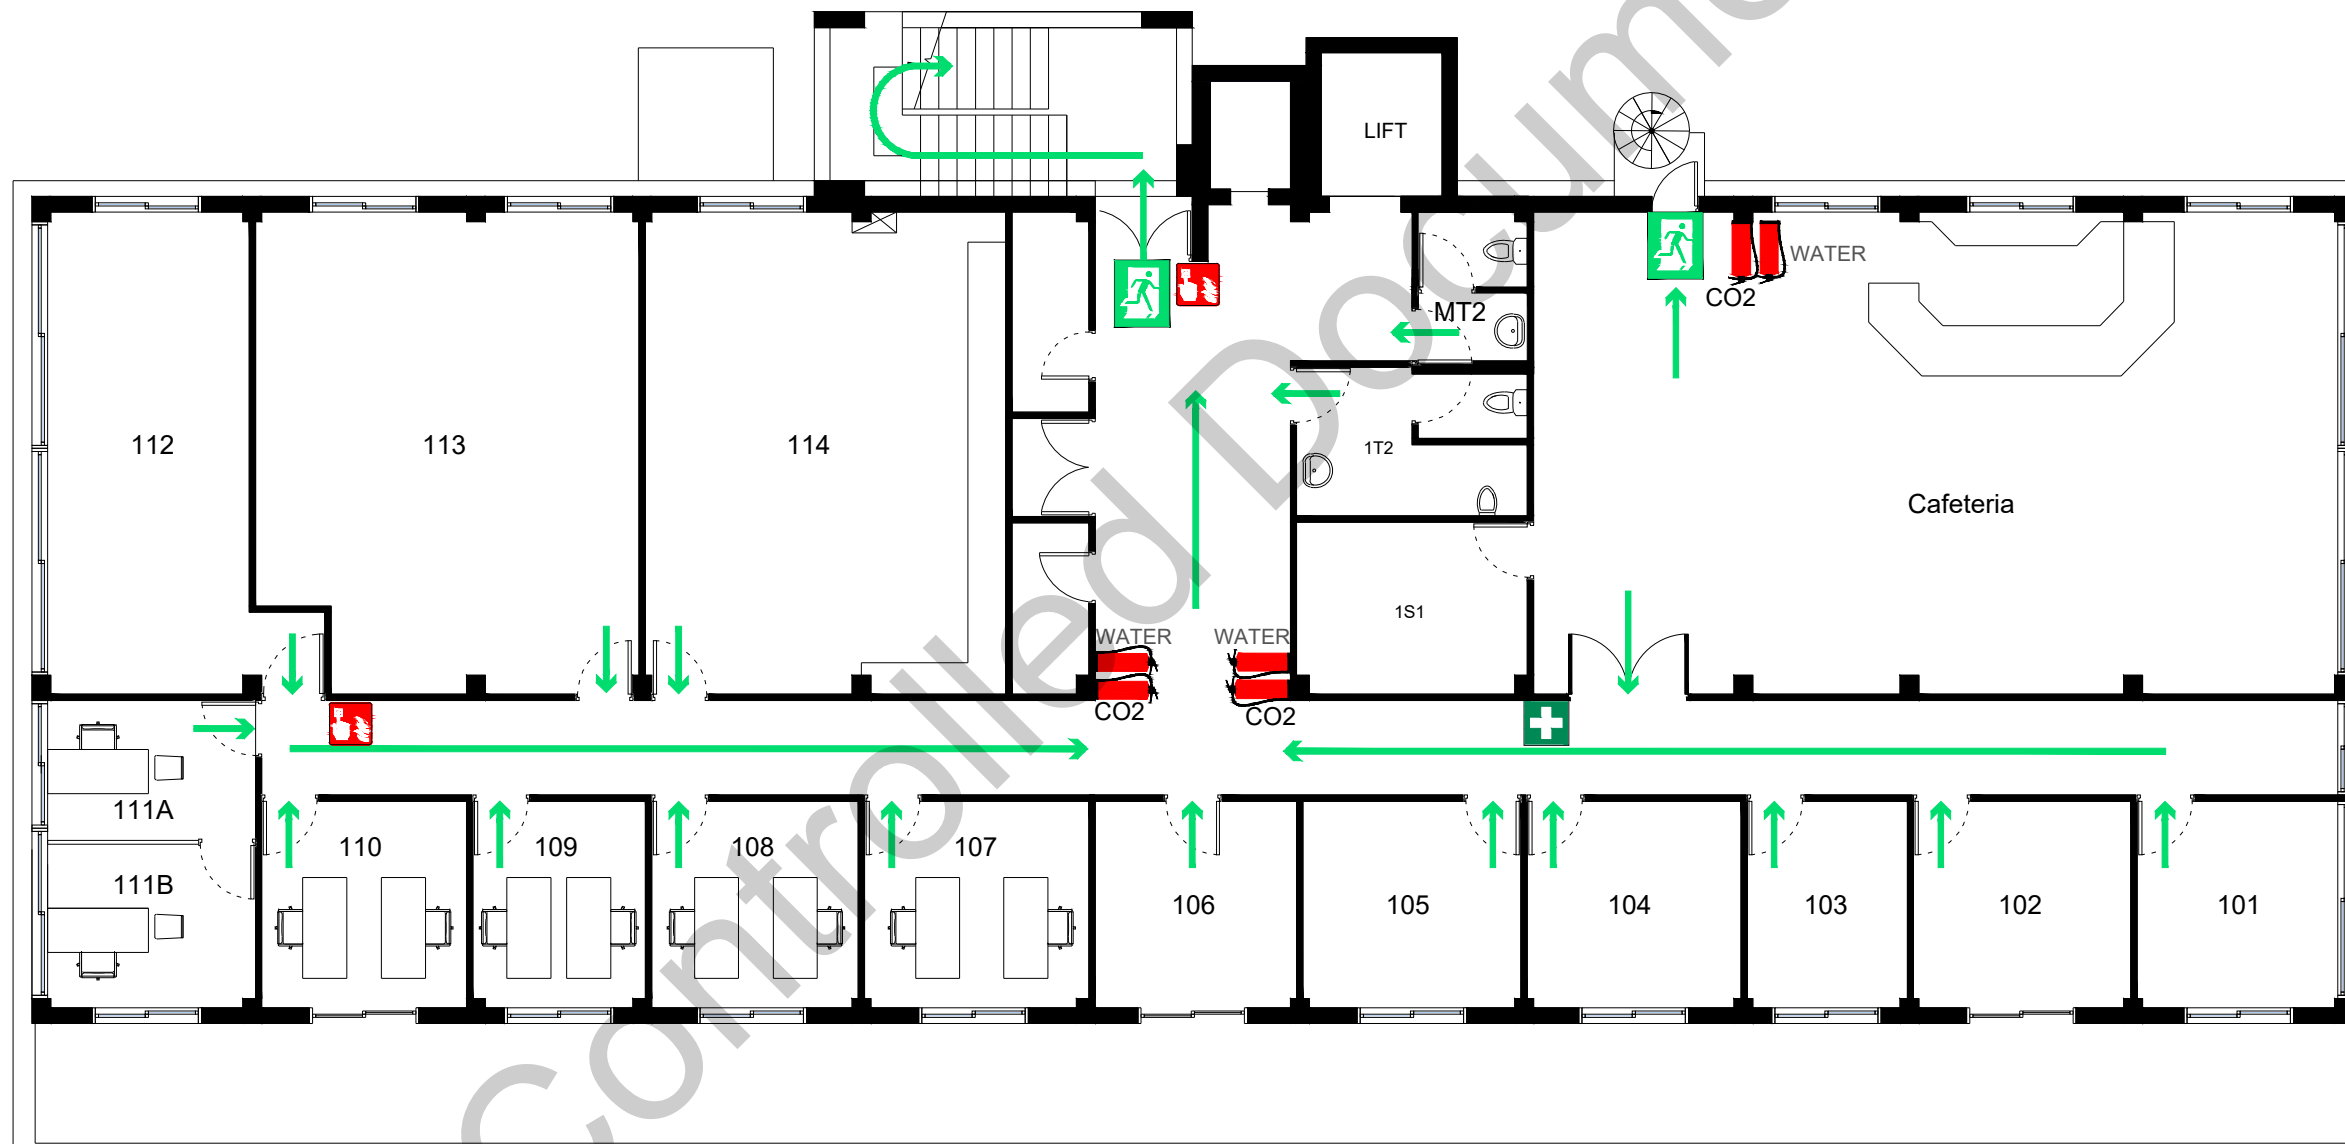 LIFT
WATER
CO2
MT2
112
113
114
1T2
Cafeteria
1S1
WATER
WATER
CO2
CO2
111A
110
109
108
107
111B
106
105
104
103
102
101
Controlled Docume